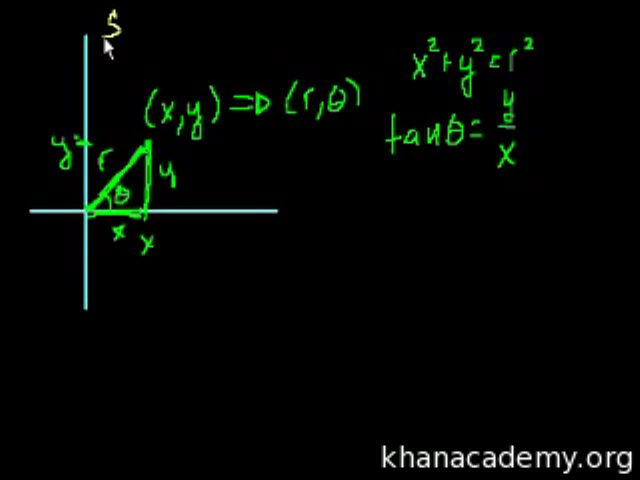 S
x² + y² = r²
(x,y) ⇒ (r,θ)
tanθ = y/x
y
r
y
θ
x
x
khanacademy.org